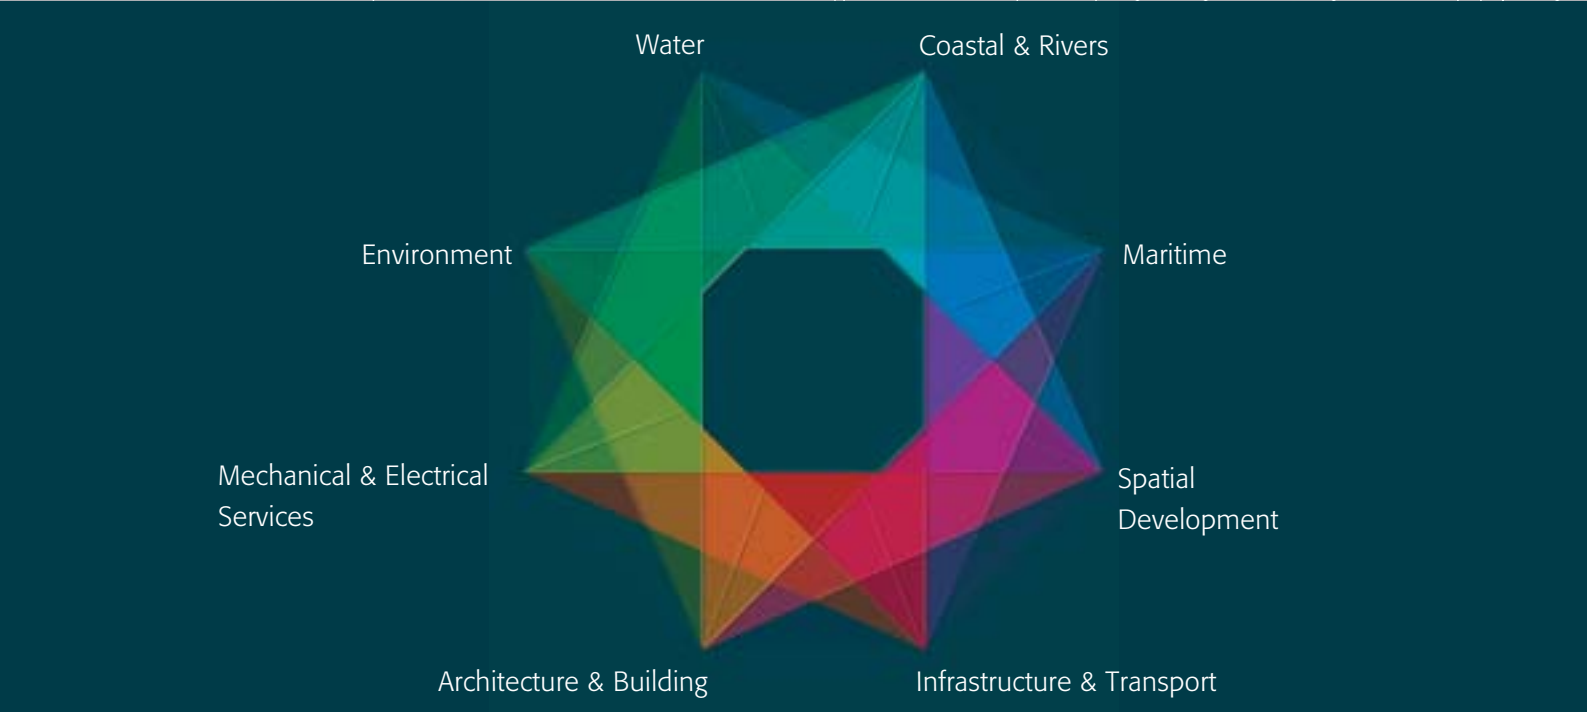 Water
Coastal & Rivers
Environment
Maritime
Mechanical & Electrical
Services
Spatial
Development
Architecture & Building
Infrastructure & Transport